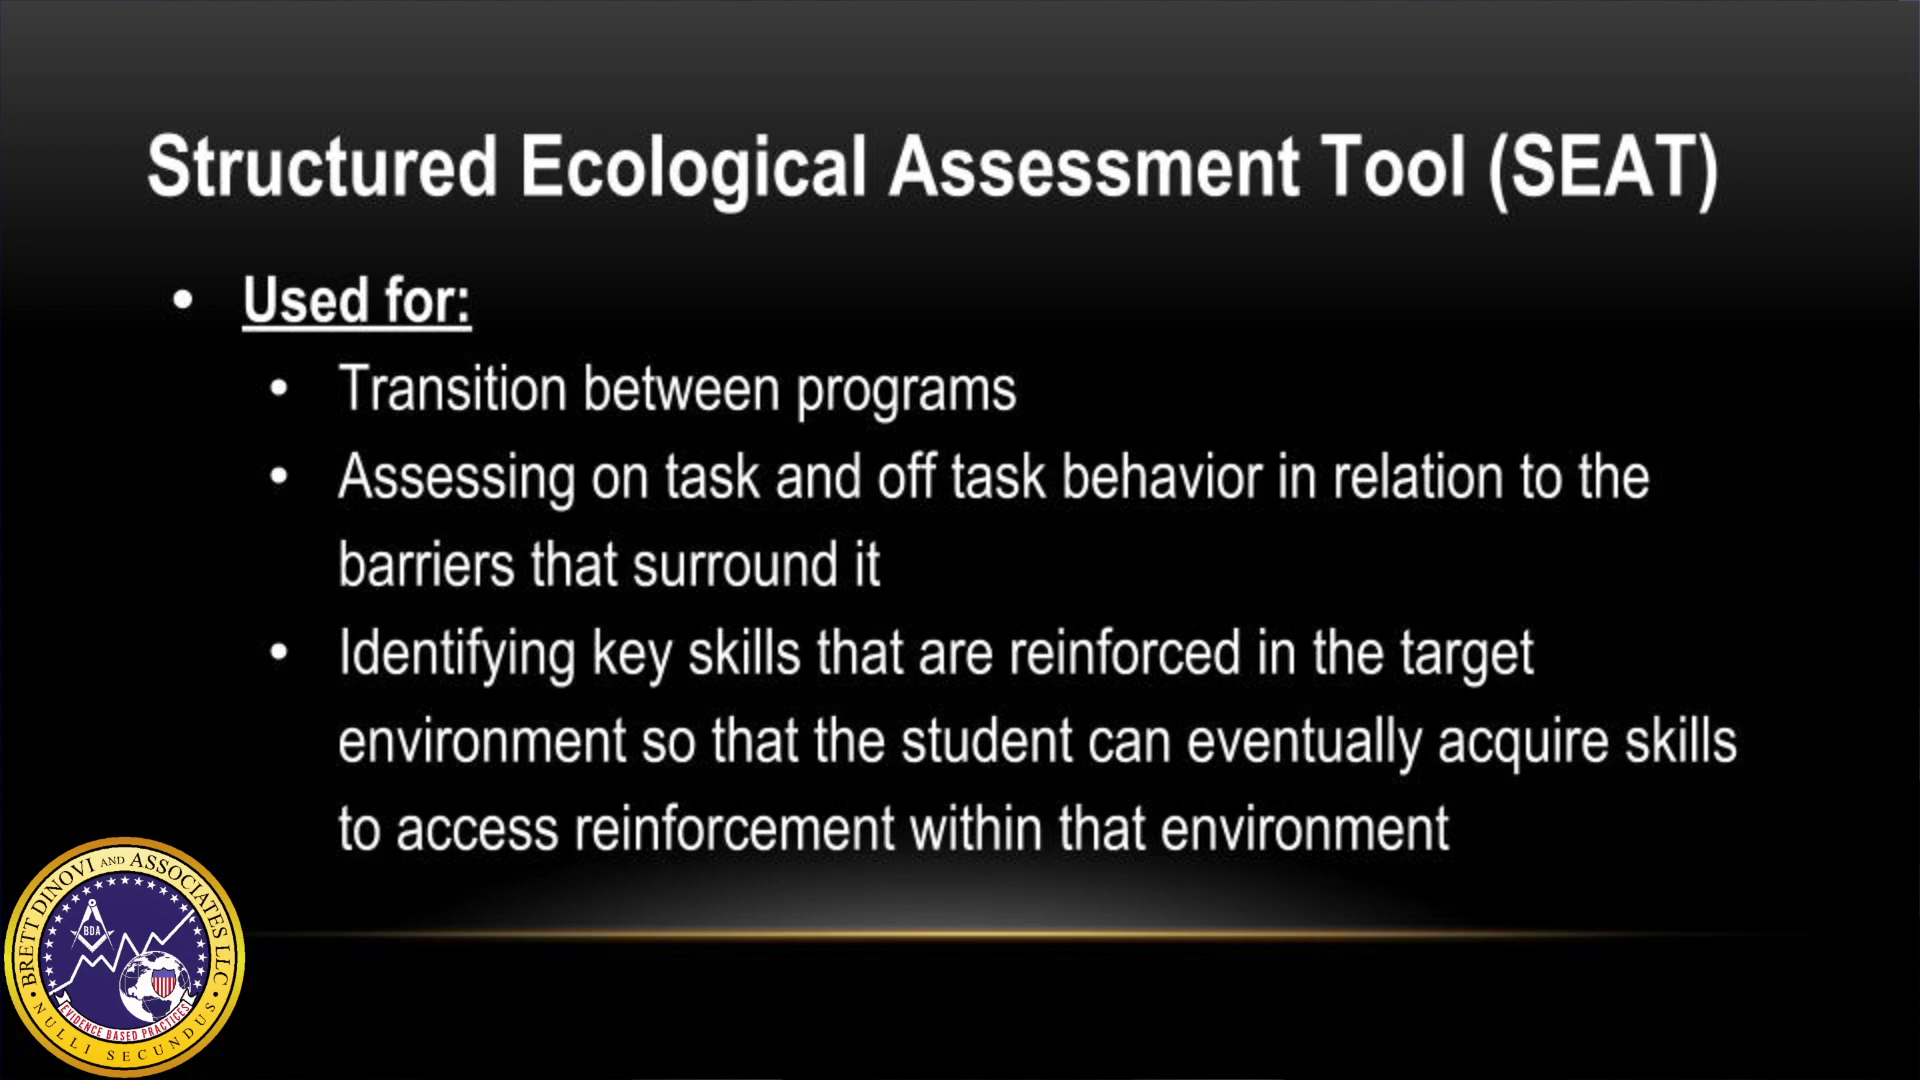 Structured Ecological Assessment Tool (SEAT)
• Used for:
• Transition between programs
• Assessing on task and off task behavior in relation to the
barriers that surround it
• Identifying key skills that are reinforced in the target
environment so that the student can eventually acquire skills
to access reinforcement within that environment
BRETT DINOVI AND ASSOCIATES LLC
BDA
EVIDENCE BASED PRACTICES
• NULLI SECUNDUS •